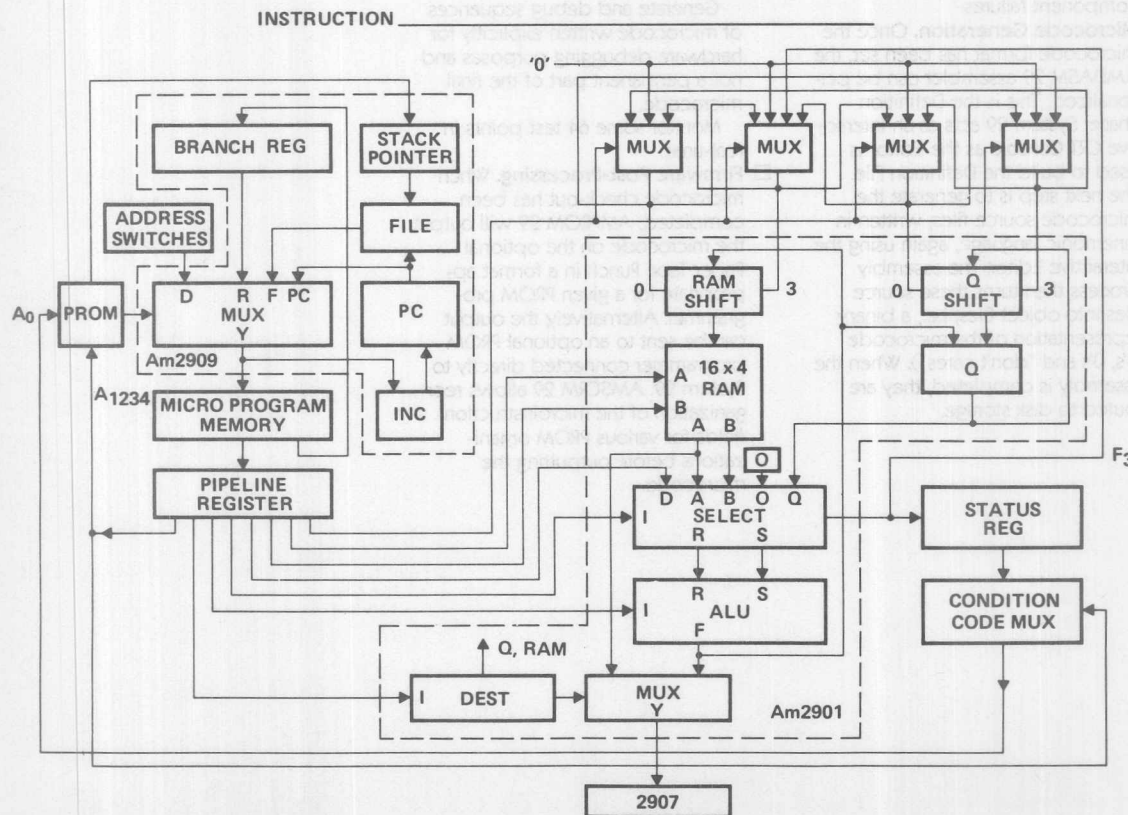 INSTRUCTION
'0'
MUX MUX MUX MUX
BRANCH REG
STACK
POINTER
ADDRESS
SWITCHES
FILE
D R F PC
MUX
Y
A0 PROM
Am2909
PC
A1234
MICRO PROGRAM
MEMORY
INC
PIPELINE
REGISTER
0 RAM
SHIFT 3
0 Q
SHIFT 3
Q
16 x 4
RAM
B
A B
O
D A B O Q
I SELECT
R S
F3
STATUS
REG
R S
I ALU
F
CONDITION
CODE MUX
Q, RAM
I DEST
MUX
Y
Am2901
2907